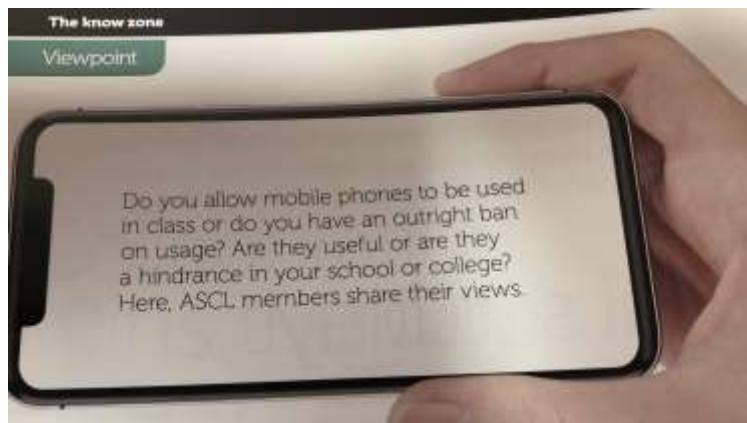 The know zone
Viewpoint
Do you allow mobile phones to be used
in class or do you have an outright ban
on usage? Are they useful or are they
a hindrance in your school or college?
Here, ASCL members share their views.